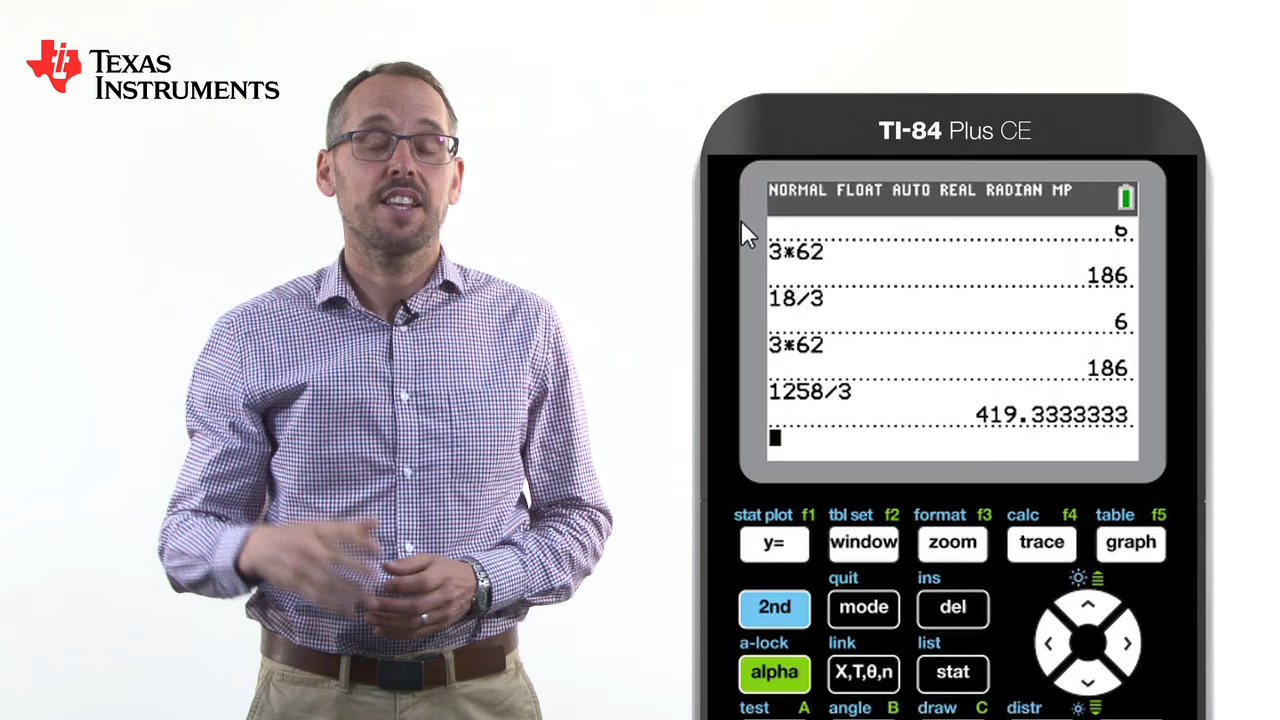 TEXAS
INSTRUMENTS
TI-84 Plus CE
NORMAL FLOAT AUTO REAL RADIAN MP
6
3*62
186
18/3
6
3*62
186
1258/3
419.3333333
stat plot f1 tbl set f2 format f3 calc f4 table f5
y= window zoom trace graph
quit ins
2nd mode del
a-lock link list
alpha X,T,θ,n stat
test A angle B draw C distr